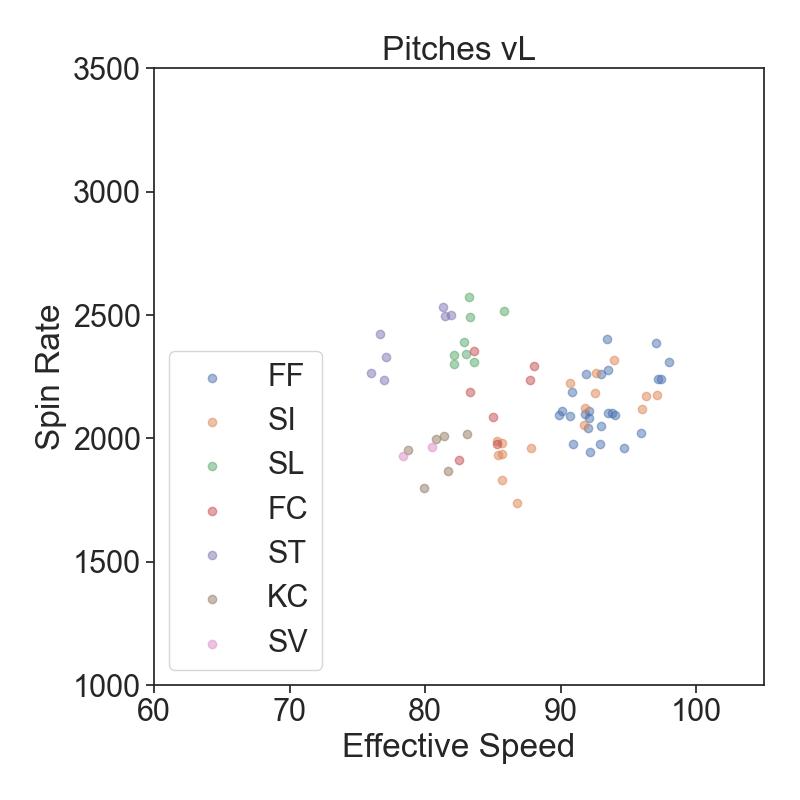 Pitches vL
3500
3000
2500
2000
1500
1000
Spin Rate
FF
SI
SL
FC
ST
KC
SV
60 70 80 90 100
Effective Speed